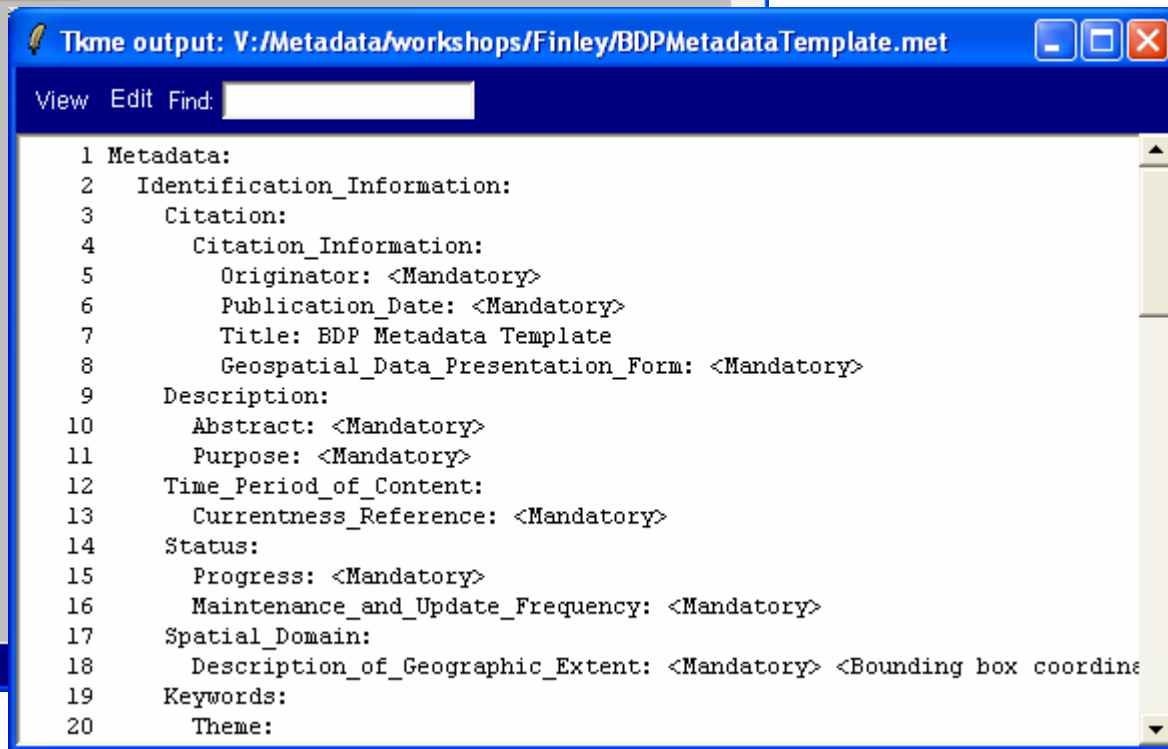 Tkme output: V:/Metadata/workshops/Finley/BDPMetadataTemplate.met
View Edit Find:
1 Metadata:
2 Identification_Information:
3 Citation:
4 Citation_Information:
5 Originator: <Mandatory>
6 Publication_Date: <Mandatory>
7 Title: BDP Metadata Template
8 Geospatial_Data_Presentation_Form: <Mandatory>
9 Description:
10 Abstract: <Mandatory>
11 Purpose: <Mandatory>
12 Time_Period_of_Content:
13 Currentness_Reference: <Mandatory>
14 Status:
15 Progress: <Mandatory>
16 Maintenance_and_Update_Frequency: <Mandatory>
17 Spatial_Domain:
18 Description_of_Geographic_Extent: <Mandatory> <Bounding box coordina
19 Keywords:
20 Theme: